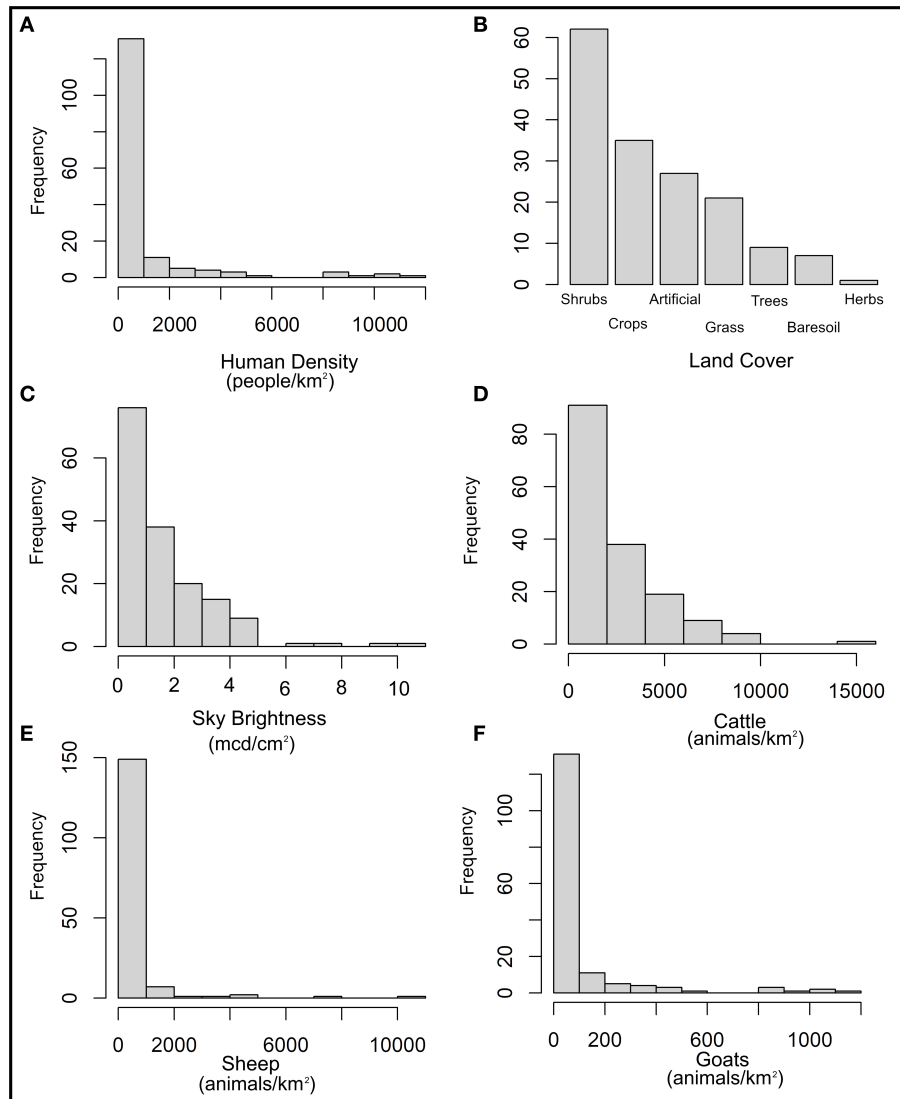 A
Frequency
0
20
60
100
0
2000
6000
10000
Human Density
(people/km²)
B
0
10
20
30
40
50
60
Shrubs
Crops
Artificial
Grass
Trees
Baresoil
Herbs
Land Cover
C
Frequency
0
20
40
60
0
2
4
6
8
10
Sky Brightness
(mcd/cm²)
D
Frequency
0
20
40
60
80
0
5000
10000
15000
Cattle
(animals/km²)
E
Frequency
0
50
100
150
0
2000
6000
10000
Sheep
(animals/km²)
F
Frequency
0
20
60
100
0
200
600
1000
Goats
(animals/km²)